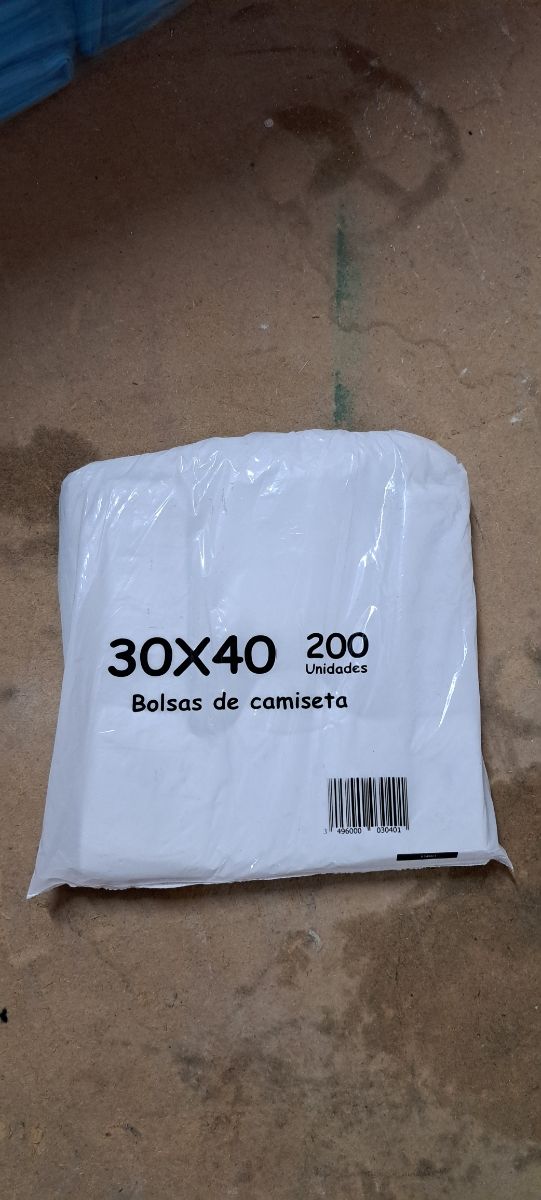 30X40 200
Unidades
Bolsas de camiseta
3 496000 030401